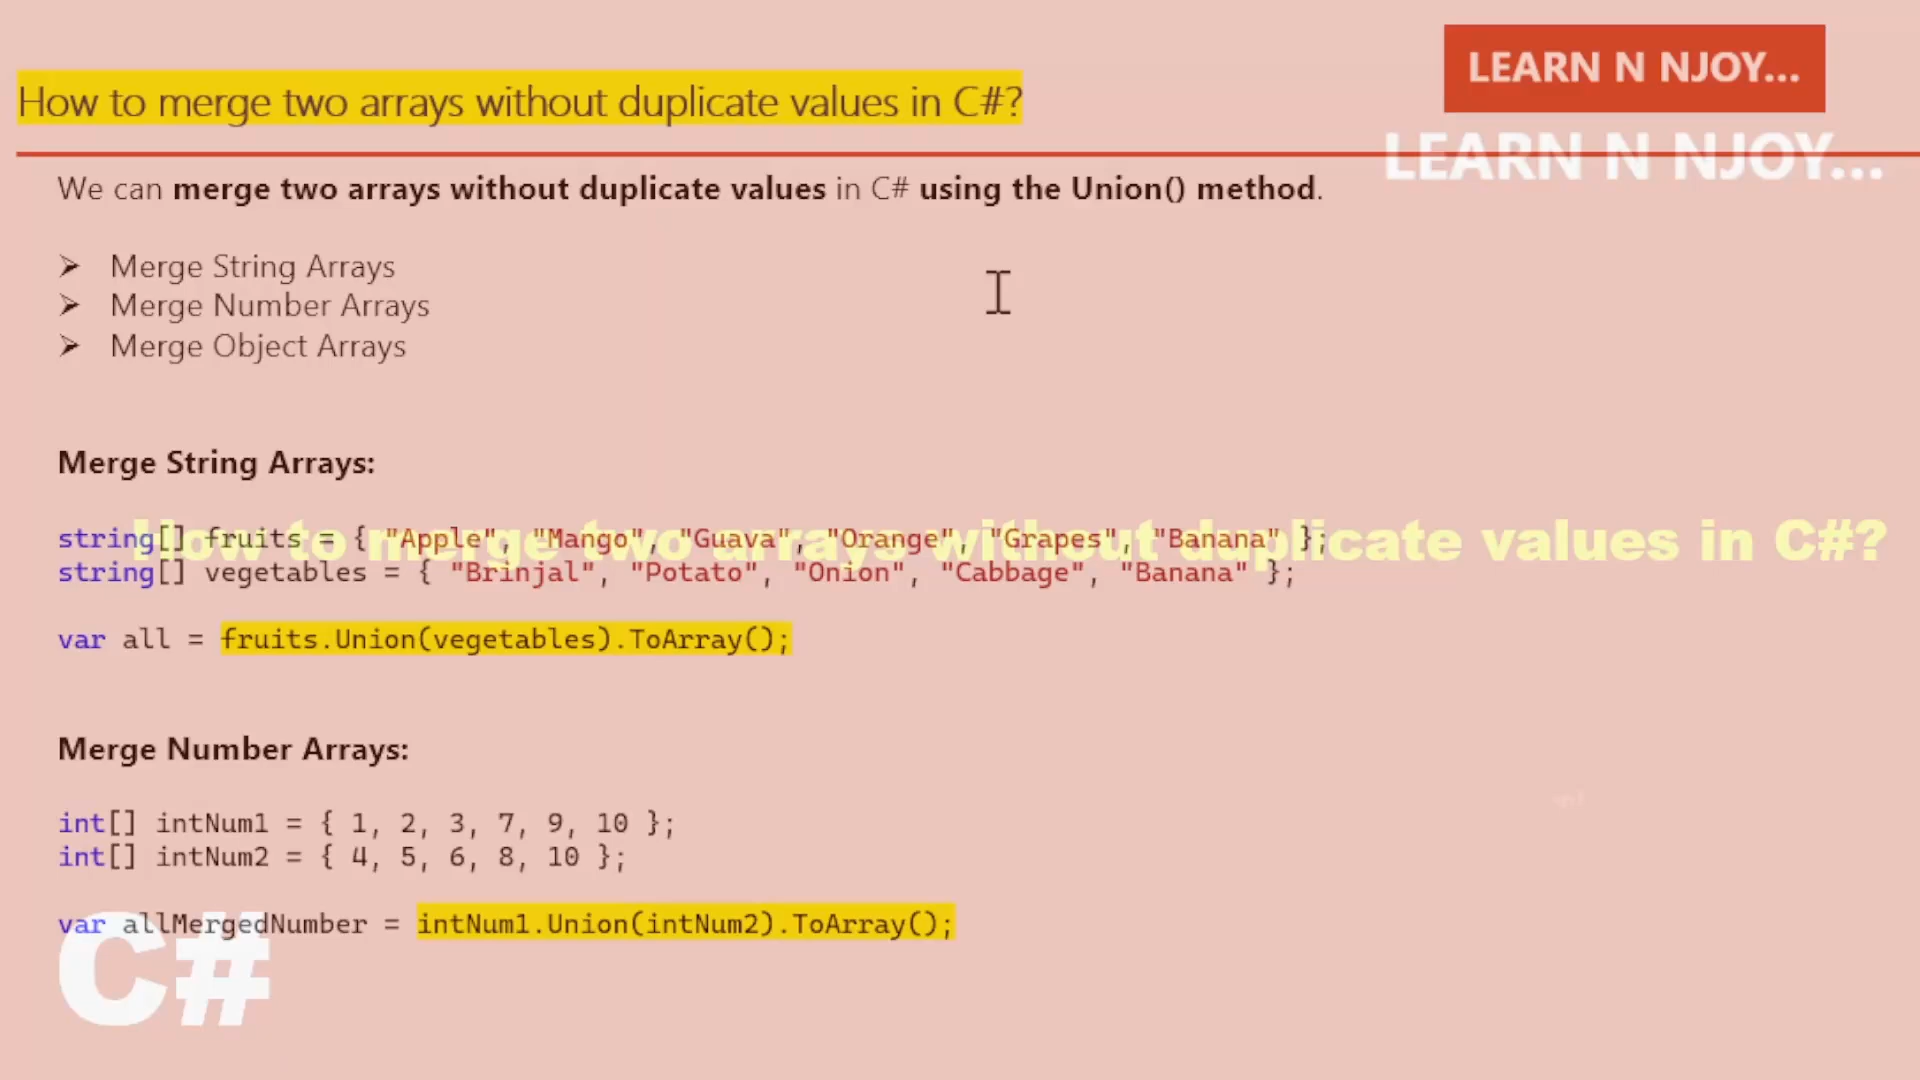 LEARN N NJOY...
How to merge two arrays without duplicate values in C#?
LEARN N NJOY...
We can merge two arrays without duplicate values in C# using the Union() method.
➤ Merge String Arrays
➤ Merge Number Arrays
➤ Merge Object Arrays
Merge String Arrays:
string[] fruits = { "Apple", "Mango", "Guava", "Orange", "Grapes", "Banana" };
How to merge two arrays without duplicate values in C#?
string[] vegetables = { "Brinjal", "Potato", "Onion", "Cabbage", "Banana" };
var all = fruits.Union(vegetables).ToArray();
Merge Number Arrays:
int[] intNum1 = { 1, 2, 3, 7, 9, 10 };
int[] intNum2 = { 4, 5, 6, 8, 10 };
var allMergedNumber = intNum1.Union(intNum2).ToArray();
C#